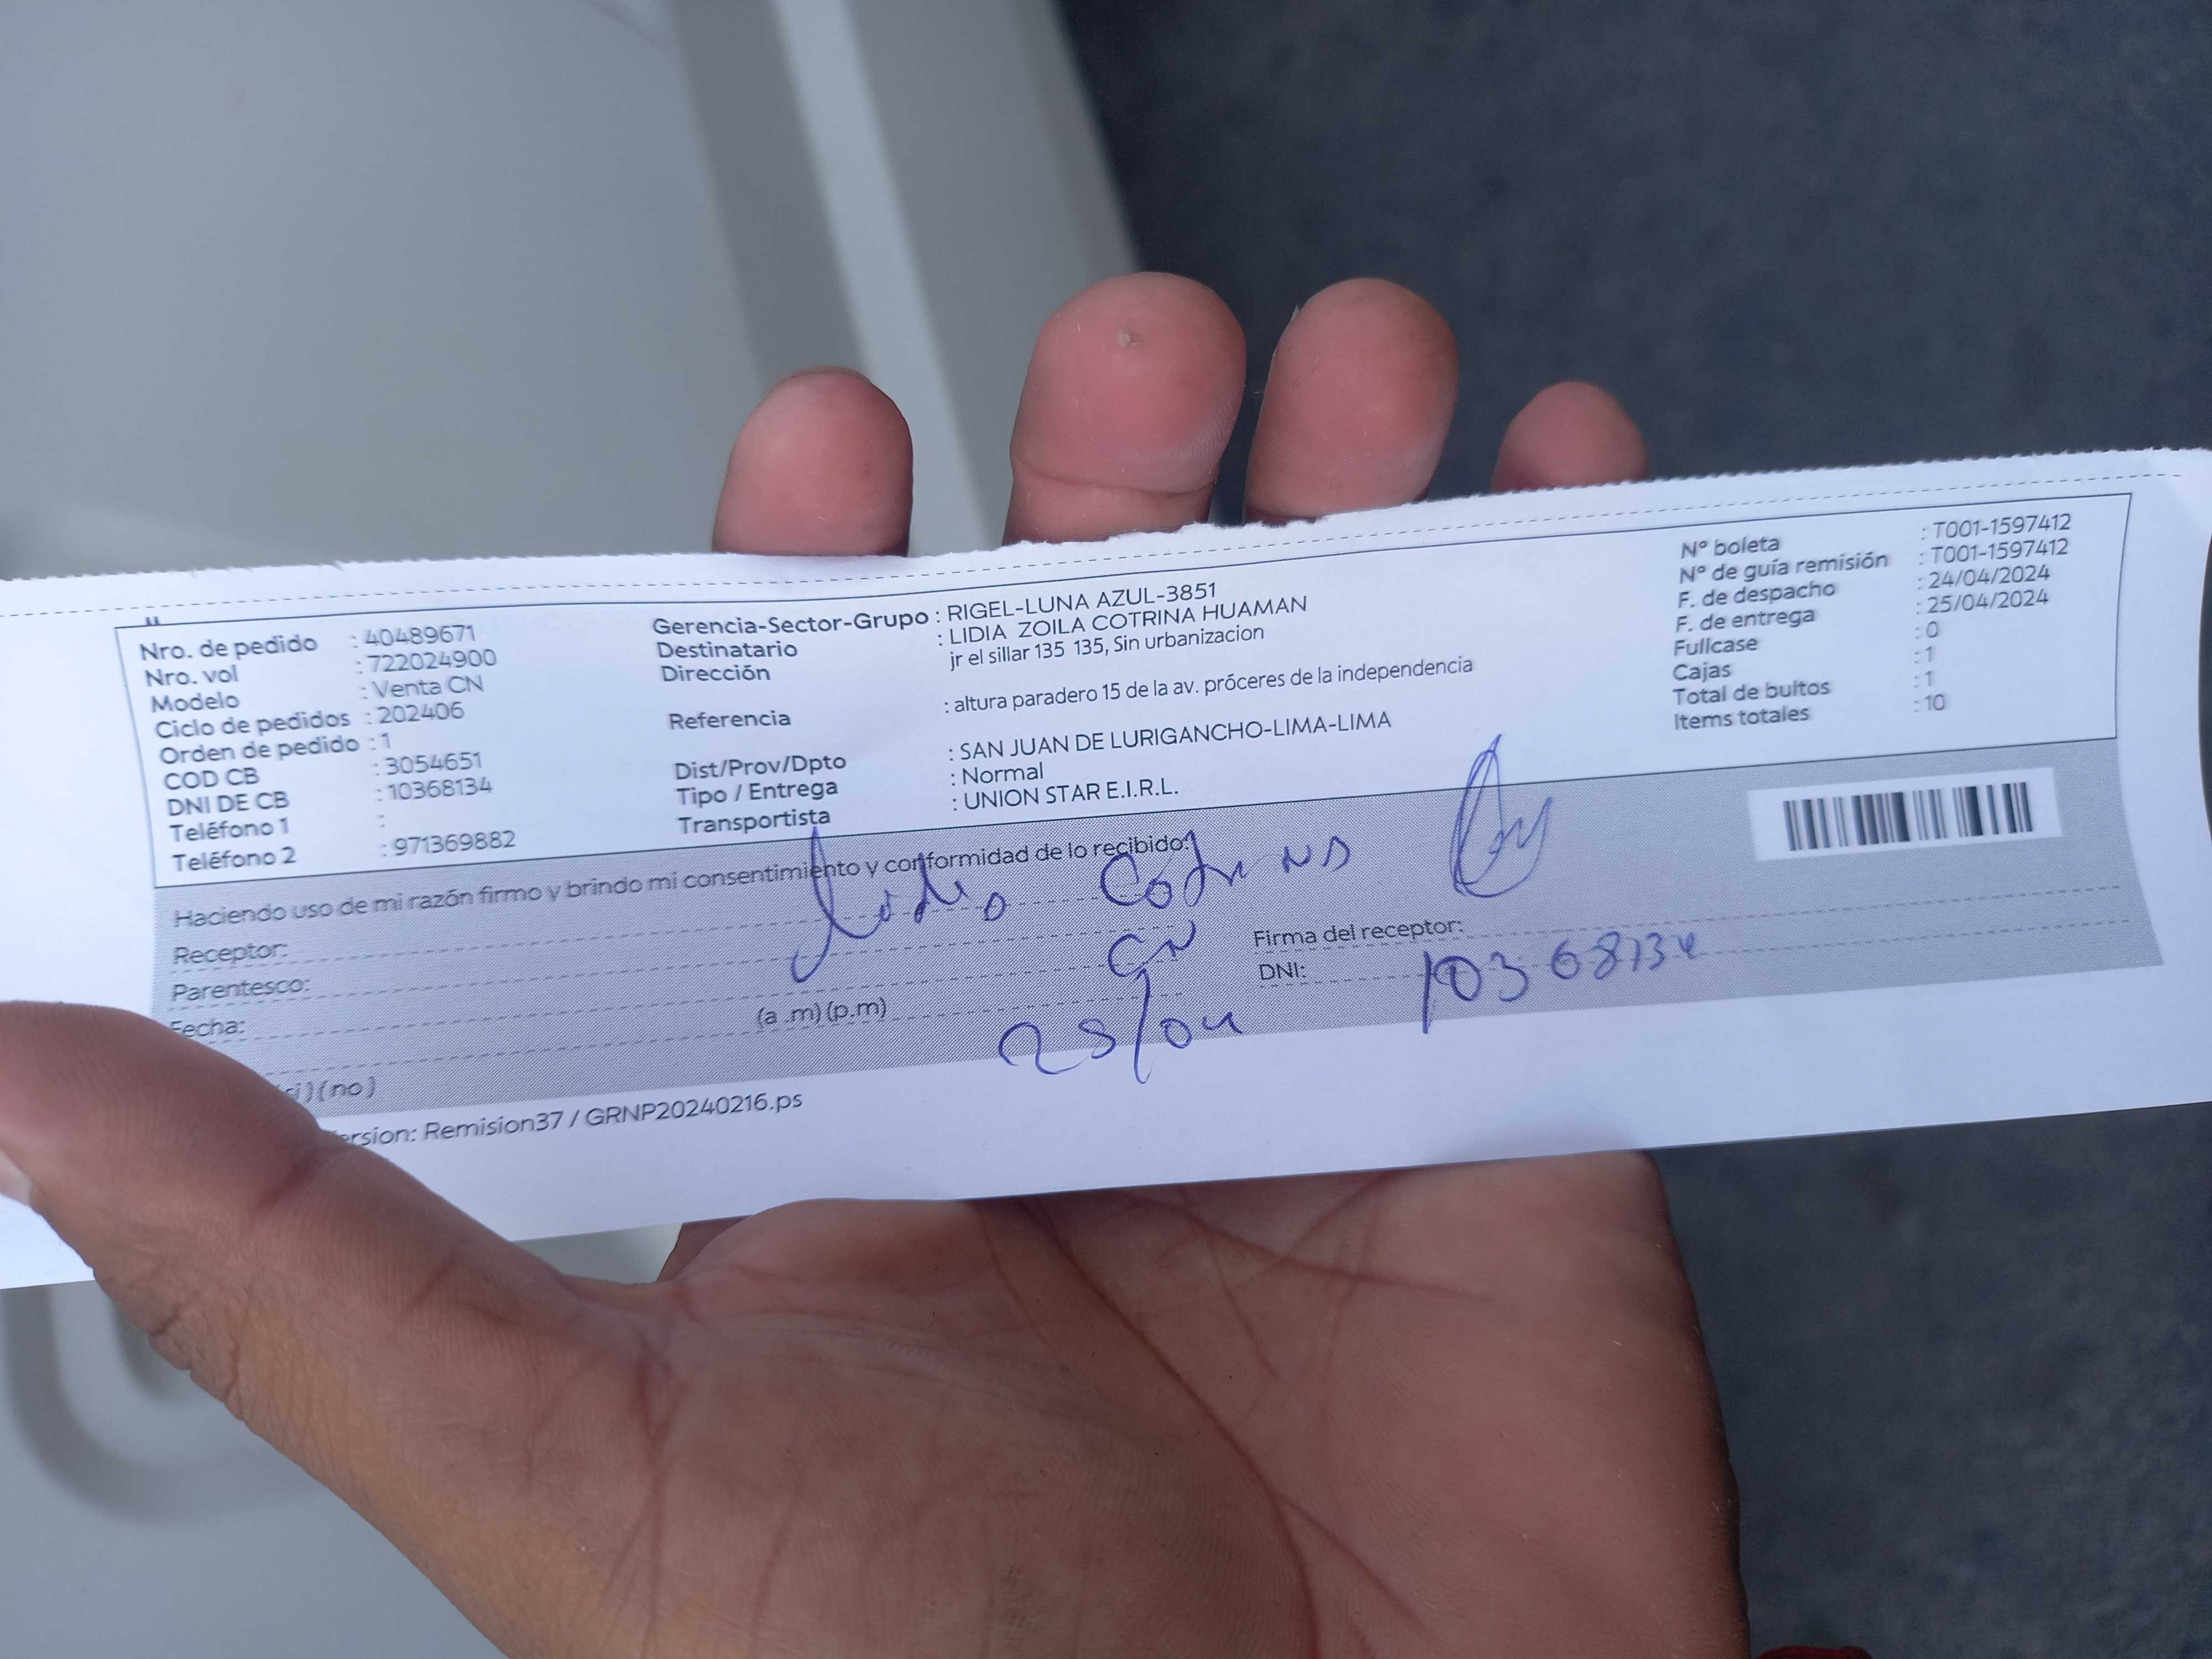 Nro. de pedido : 40489671
Nro. vol : 722024900
Modelo : Venta CN
Ciclo de pedidos : 202406
Orden de pedido : 1
COD CB : 3054651
DNI DE CB : 10368134
Teléfono 1 :
Teléfono 2 : 971369882
Gerencia-Sector-Grupo : RIGEL-LUNA AZUL-3851
Destinatario : LIDIA ZOILA COTRINA HUAMAN
Dirección jr el sillar 135 135, Sin urbanizacion
Referencia : altura paradero 15 de la av. próceres de la independencia
Dist/Prov/Dpto : SAN JUAN DE LURIGANCHO-LIMA-LIMA
Tipo / Entrega : Normal
Transportista : UNION STAR E.I.R.L.
Nº boleta : T001-1597412
Nº de guía remisión : T001-1597412
F. de despacho : 24/04/2024
F. de entrega : 25/04/2024
Fullcase : 0
Cajas : 1
Total de bultos : 1
Items totales : 10
Haciendo uso de mi razón firmo y brindo mi consentimiento y conformidad de lo recibido:
Receptor: Lidia Cotrina
Parentesco: CN
Fecha: (a .m) (p.m) 25/04
Firma del receptor:
DNI: 10368134
(no)
Remision37 / GRNP20240216.ps